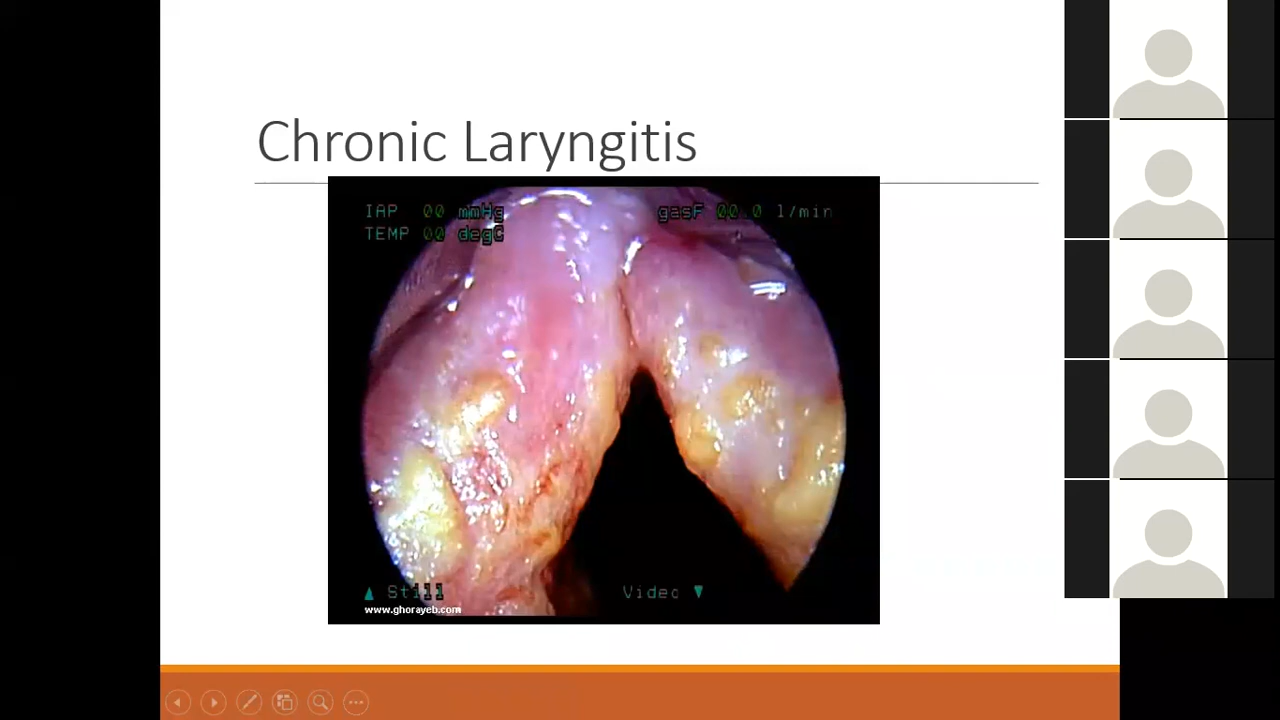 Chronic Laryngitis
IAP 00 mmHg
gasF 00.0 l/min
TEMP 00 degC
▲ Still
Video ▼
www.ghorayeb.com